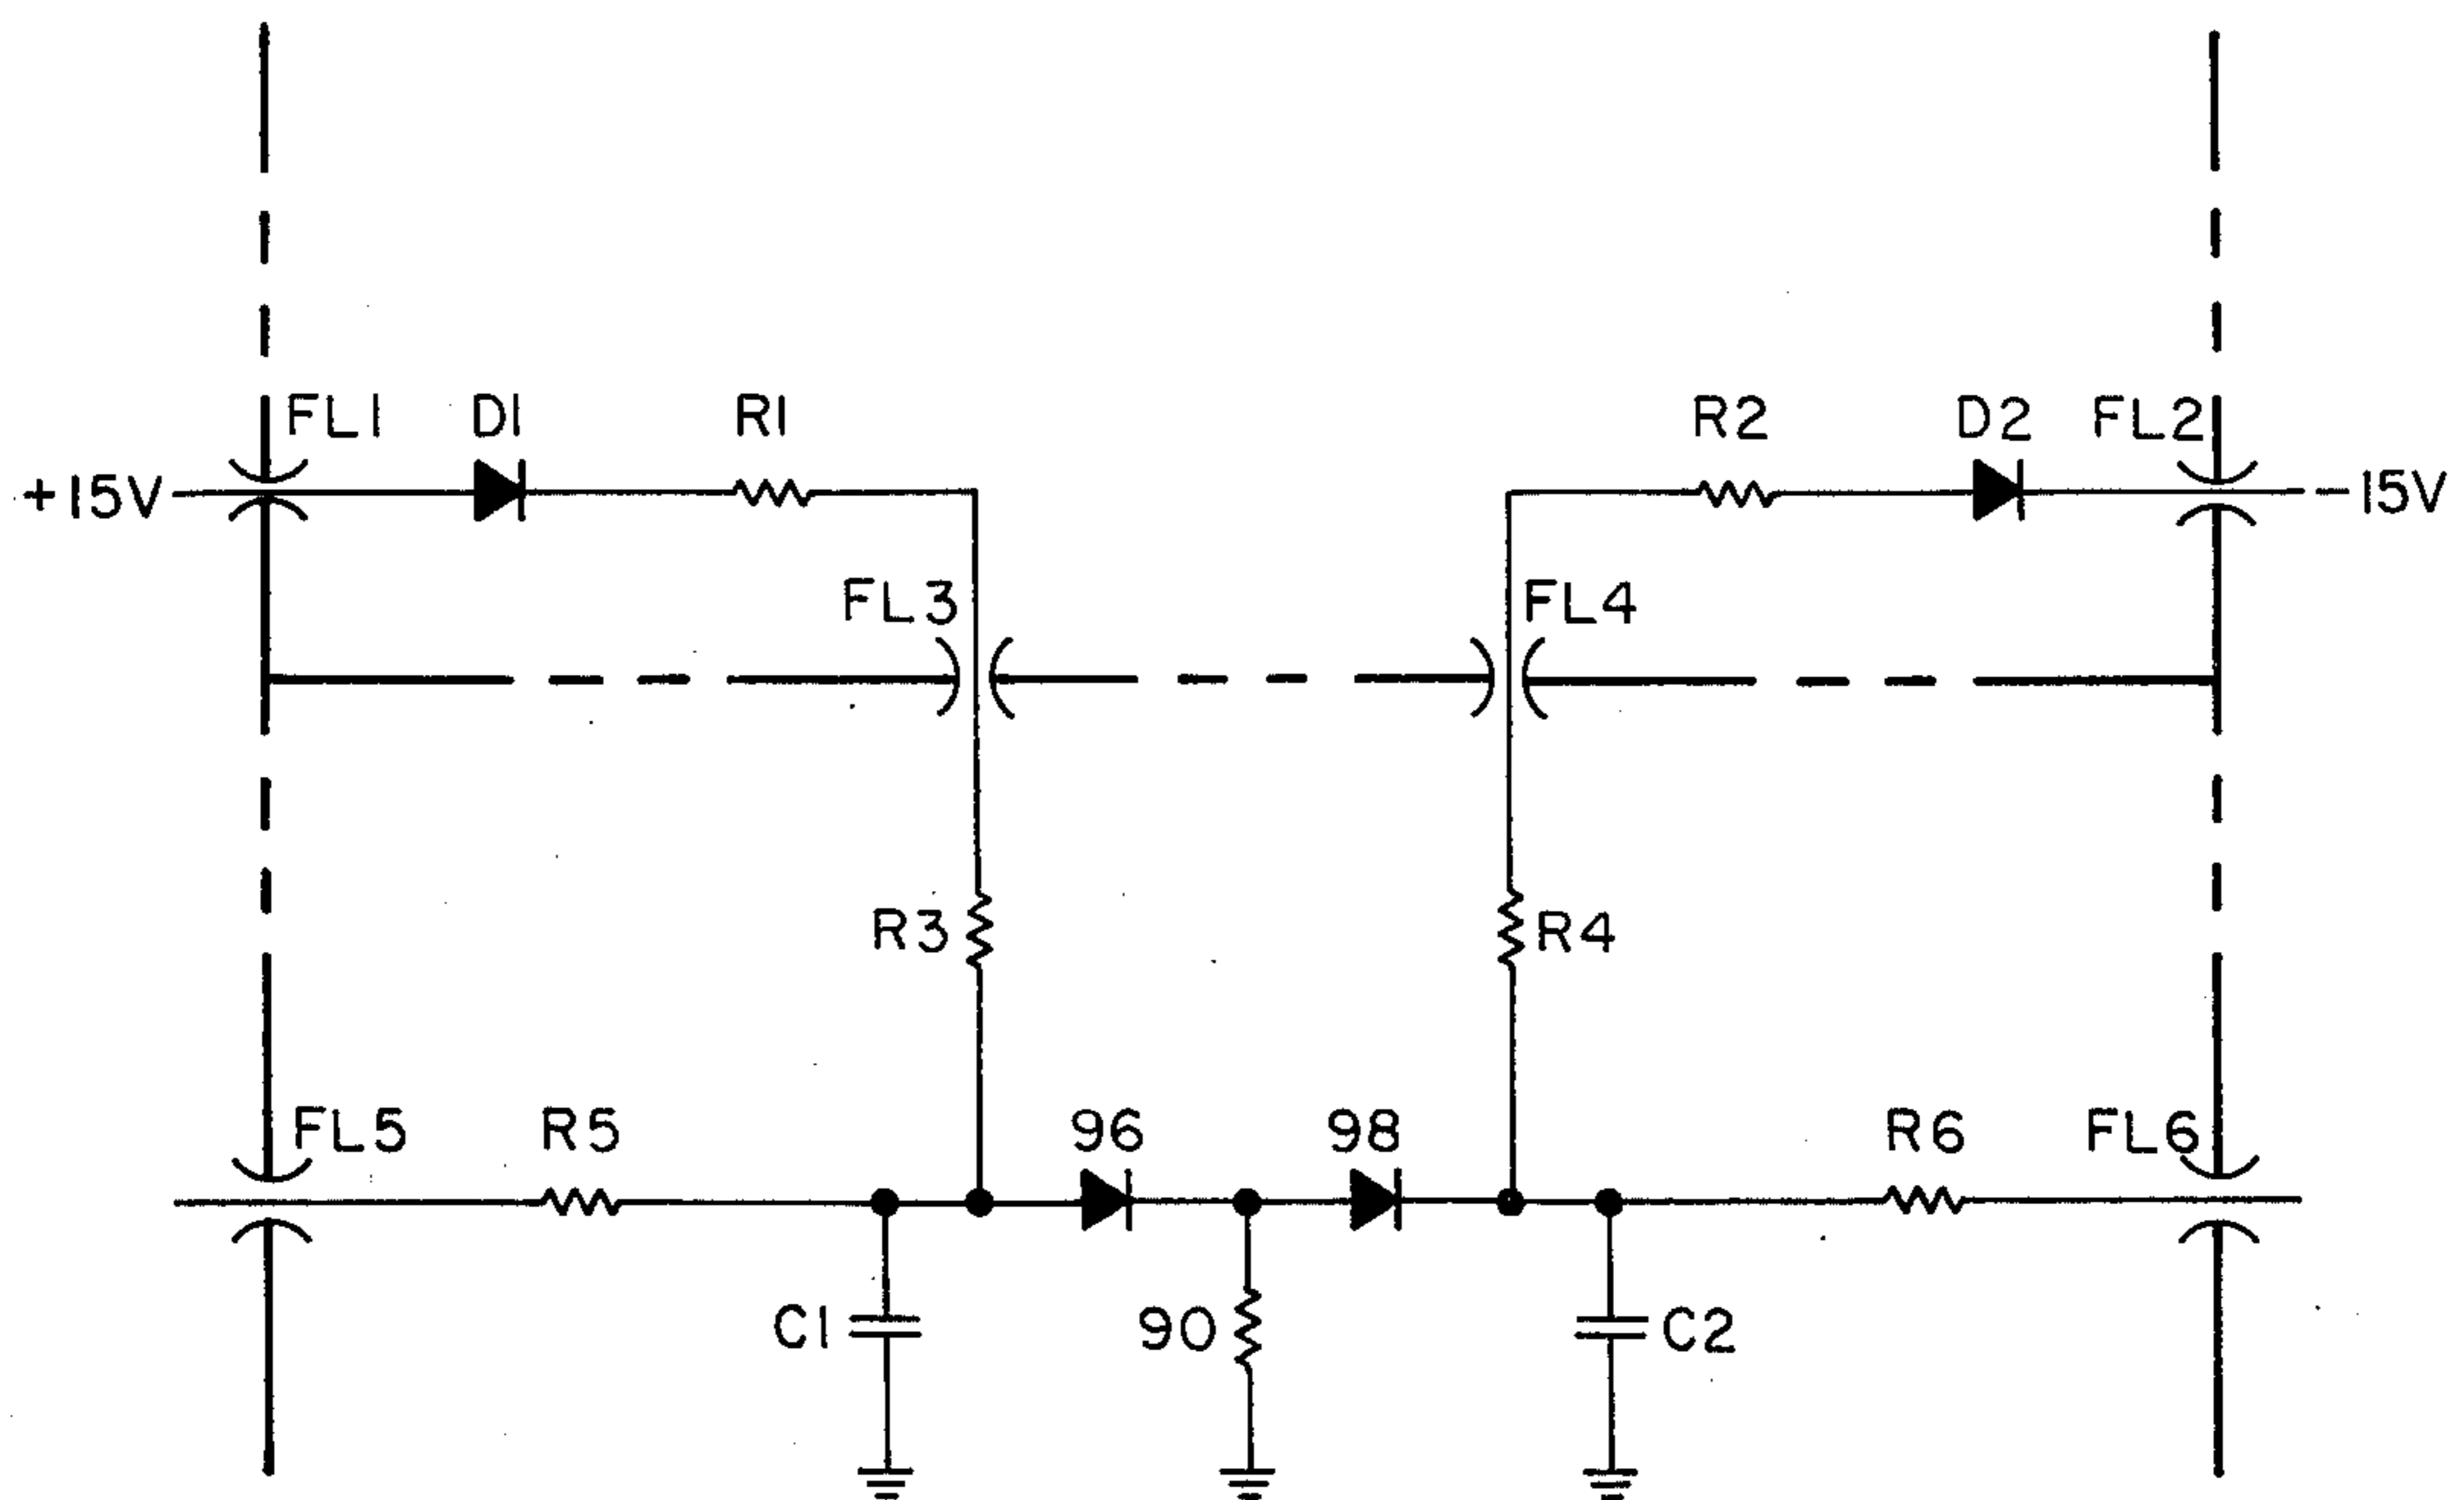 FL1 D1 R1 R2 D2 FL2
+15V -15V
FL3 FL4
R3 R4
FL5 R5 96 98 R6 FL6
C1 90 C2